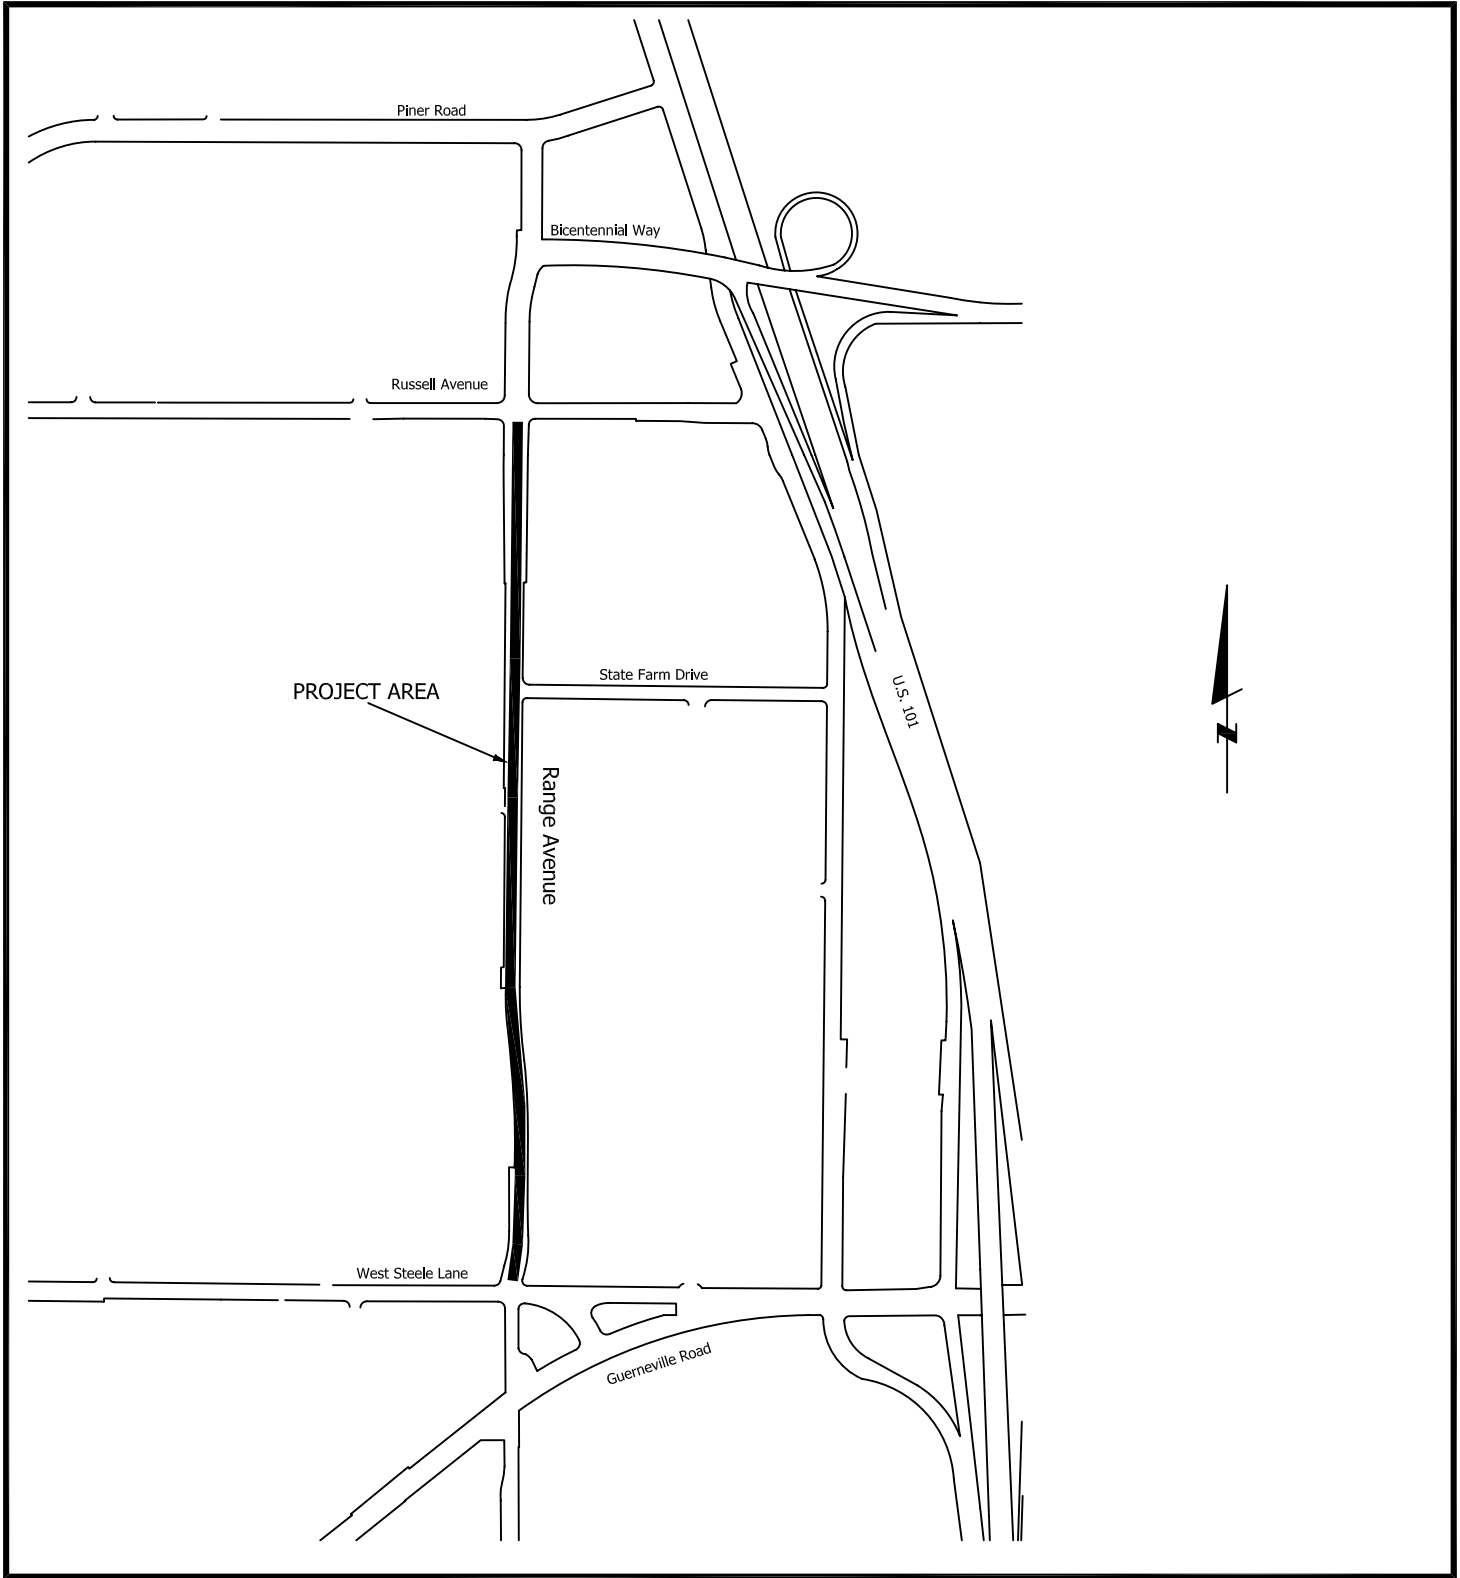 Piner Road
Bicentennial Way
Russell Avenue
State Farm Drive
PROJECT AREA
U.S. 101
Range Avenue
N
West Steele Lane
Guerneville Road